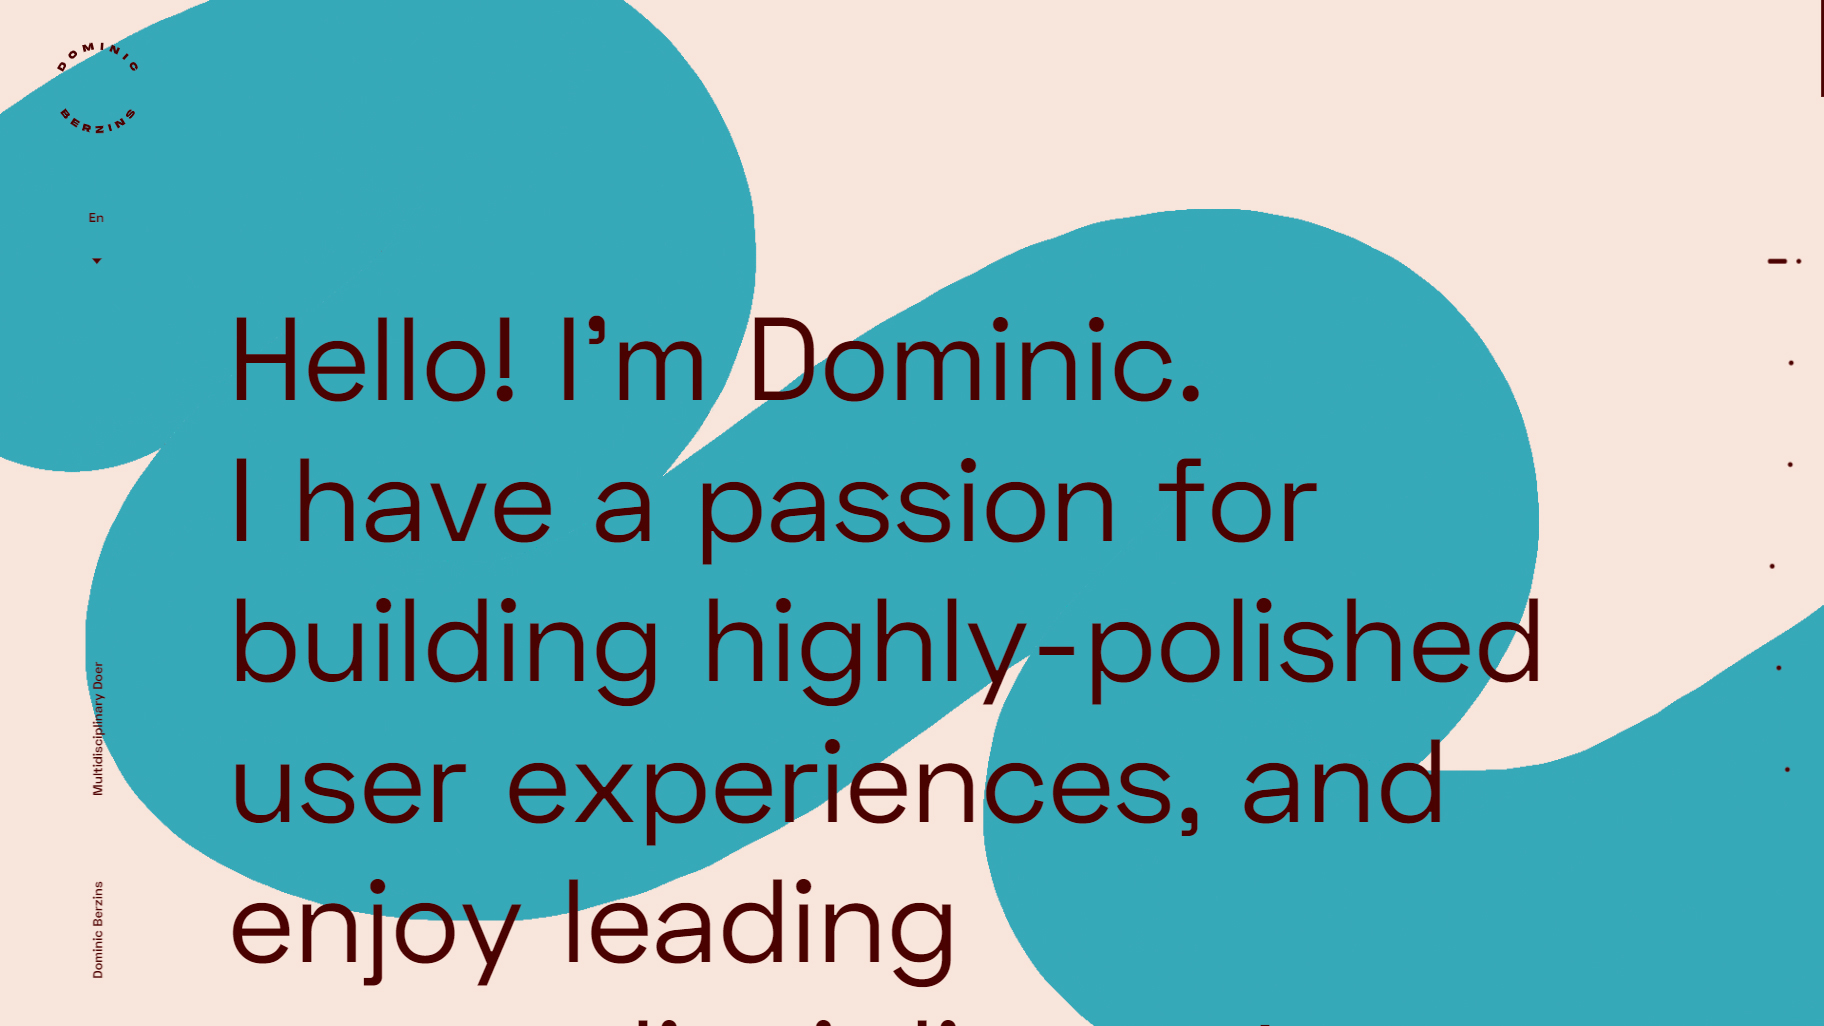 DOMINIC
BERZINS
En
Hello! I’m Dominic.
I have a passion for
building highly-polished
user experiences, and
enjoy leading
Multidisciplinary Doer
Dominic Berzins